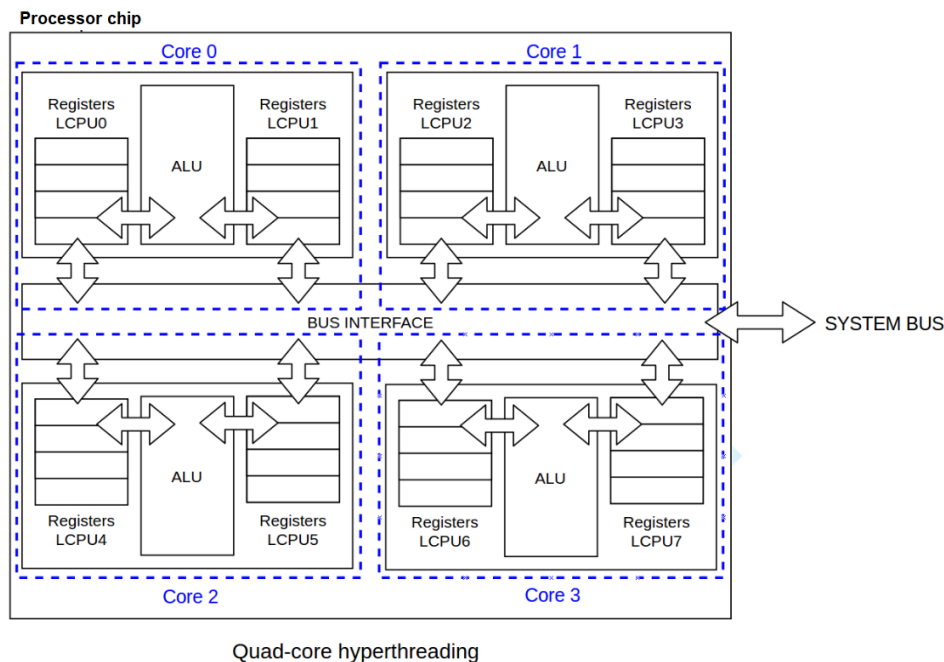 Processor chip
Core 0
Core 1
Registers
LCPU0
ALU
Registers
LCPU1
Registers
LCPU2
ALU
Registers
LCPU3
BUS INTERFACE
SYSTEM BUS
ALU
ALU
Registers
LCPU4
Registers
LCPU5
Registers
LCPU6
Registers
LCPU7
Core 2
Core 3
Quad-core hyperthreading